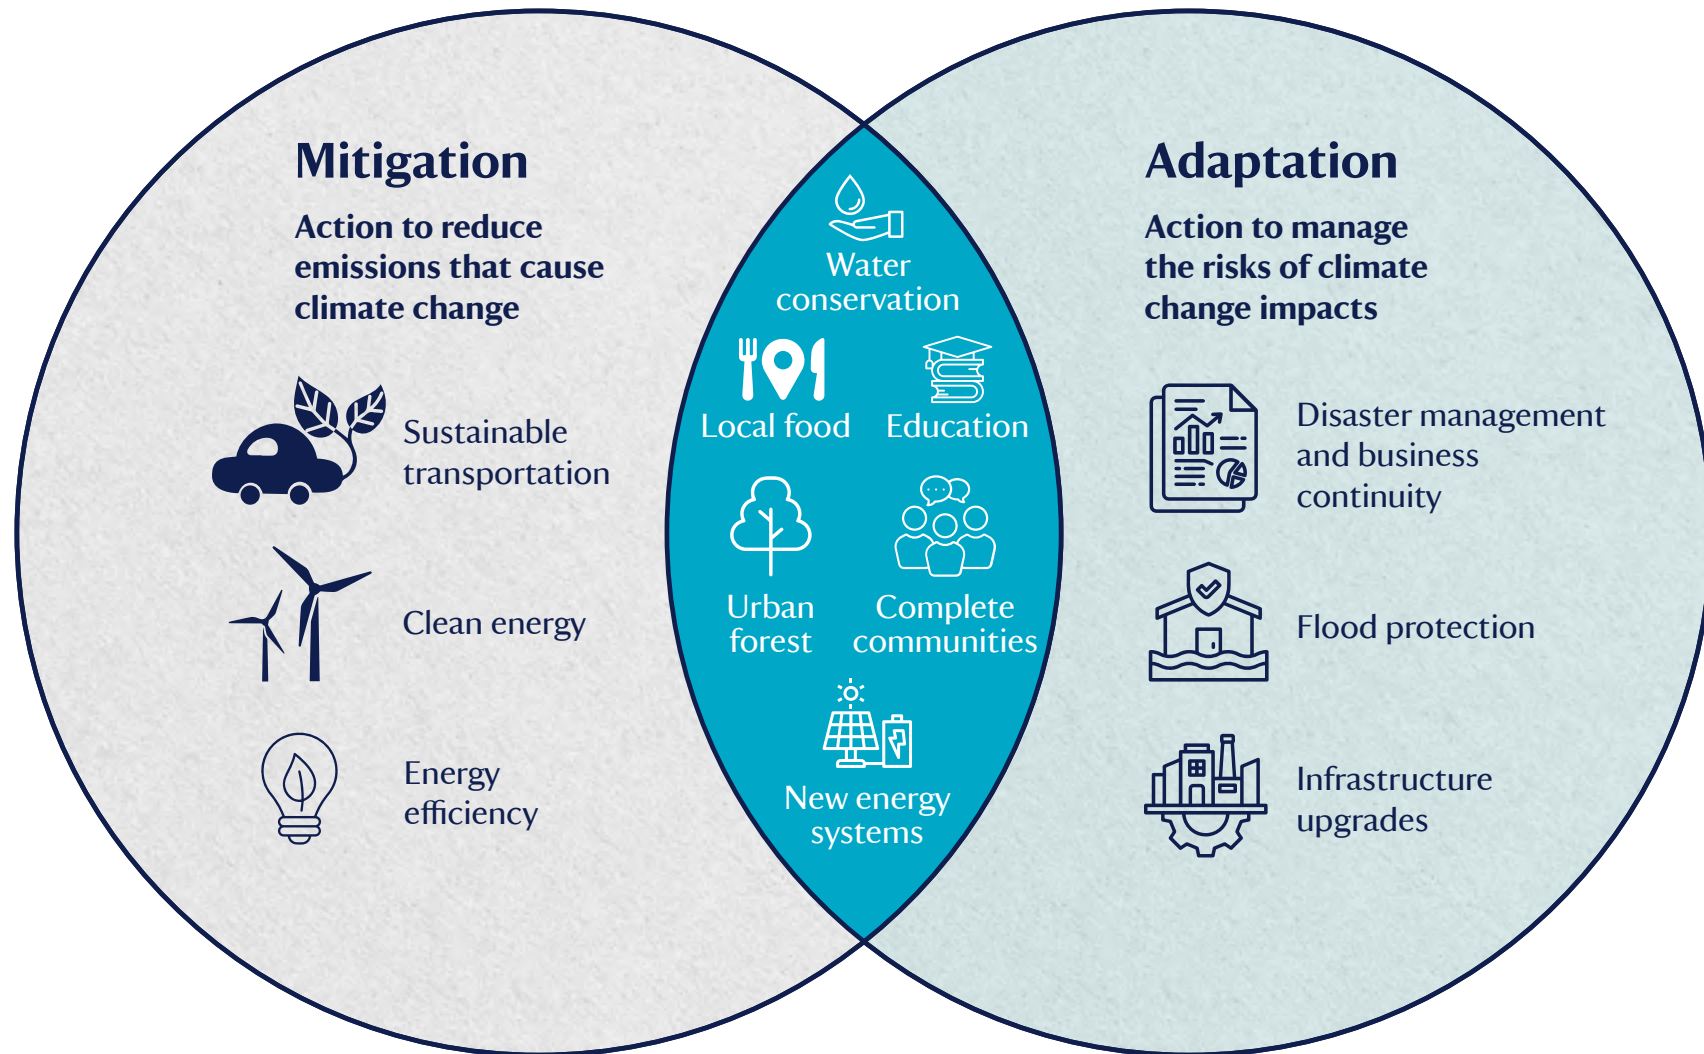 Mitigation
Action to reduce
emissions that cause
climate change
Sustainable
transportation
Clean energy
Energy
efficiency
Water
conservation
Local food
Education
Urban
forest
Complete
communities
New energy
systems
Adaptation
Action to manage
the risks of climate
change impacts
Disaster management
and business
continuity
Flood protection
Infrastructure
upgrades